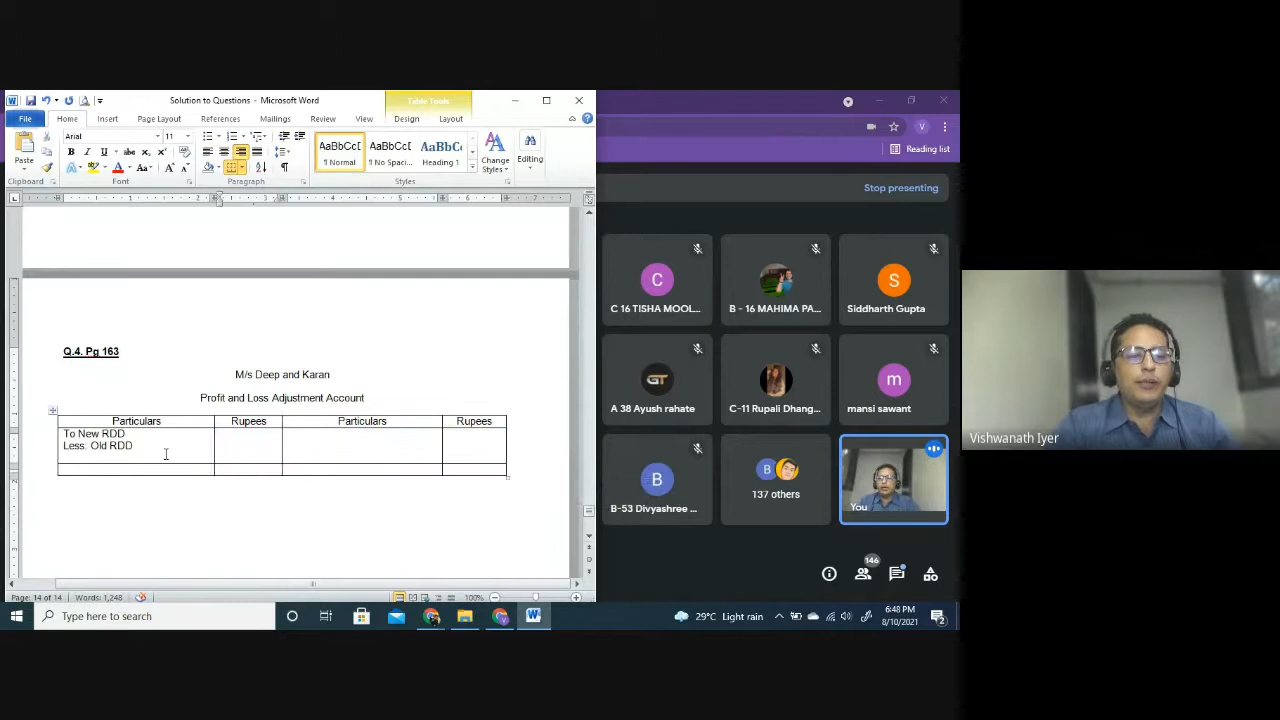 Solution to Questions - Microsoft Word
Table Tools
File
Home
Insert
Page Layout
References
Mailings
Review
View
Design
Layout
Paste
Arial
11
AaBbCcI
AaBbCcI
AaBbCc
¶ Normal
¶ No Spaci...
Heading 1
Change
Styles
Editing
Clipboard
Font
Paragraph
Styles
Reading list
Stop presenting
Q.4. Pg 163
M/s Deep and Karan
Profit and Loss Adjustment Account
Particulars Rupees Particulars Rupees
To New RDD
Less: Old RDD
C
C 16 TISHA MOOL...
B - 16 MAHIMA PA...
S
Siddharth Gupta
GT
A 38 Ayush rahate
C-11 Rupali Dhang...
m
mansi sawant
B
B-53 Divyashree ...
B
137 others
You
146
Vishwanath Iyer
Page: 14 of 14
Words: 1,248
100%
Type here to search
29°C Light rain
6:48 PM
8/10/2021
2